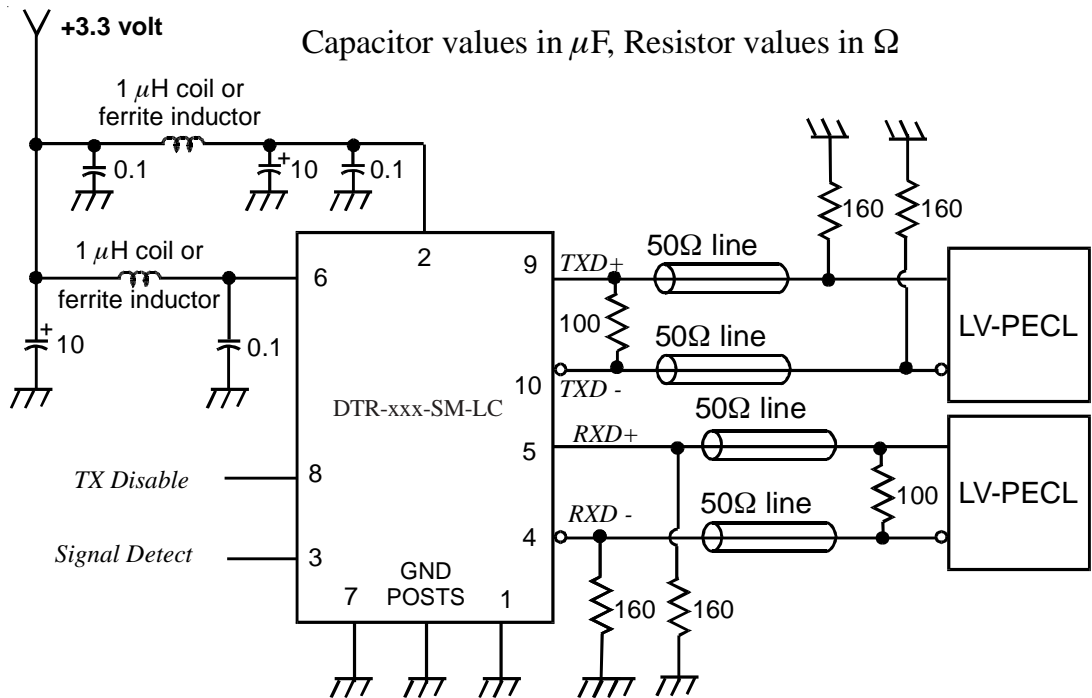 +3.3 volt
Capacitor values in μF, Resistor values in Ω
1 μH coil or
ferrite inductor
0.1
+
10
0.1
160
160
1 μH coil or
ferrite inductor
+
10
0.1
6
2
9
TXD+
50Ω line
100
50Ω line
10
TXD -
LV-PECL
DTR-xxx-SM-LC
5
RXD+
50Ω line
TX Disable
8
100
LV-PECL
RXD -
50Ω line
4
Signal Detect
3
GND
POSTS
7
1
160
160